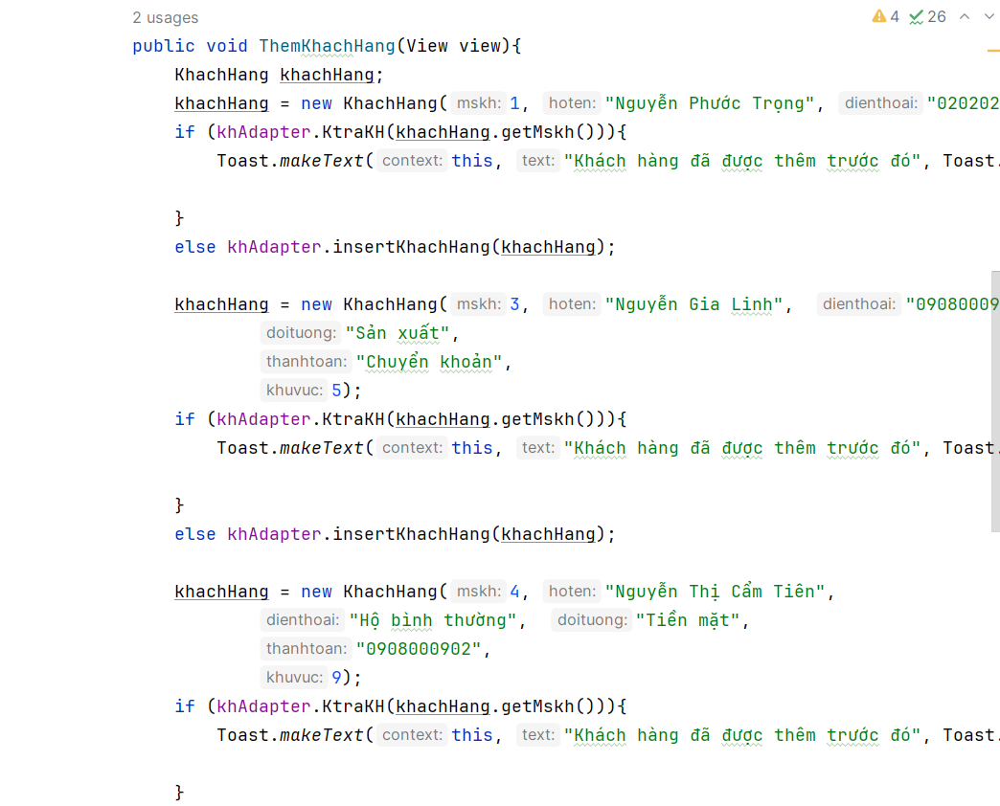 2 usages
4 26
public void ThemKhachHang(View view){
KhachHang khachHang;
khachHang = new KhachHang( mskh: 1, hoten: "Nguyễn Phước Trọng", dienthoai: "020202
if (khAdapter.KtraKH(khachHang.getMskh())){
Toast.makeText( context: this, text: "Khách hàng đã được thêm trước đó", Toast.
}
else khAdapter.insertKhachHang(khachHang);
khachHang = new KhachHang( mskh: 3, hoten: "Nguyễn Gia Linh", dienthoai: "09080009
doituong: "Sản xuất",
thanhtoan: "Chuyển khoản",
khuvuc: 5);
if (khAdapter.KtraKH(khachHang.getMskh())){
Toast.makeText( context: this, text: "Khách hàng đã được thêm trước đó", Toast.
}
else khAdapter.insertKhachHang(khachHang);
khachHang = new KhachHang( mskh: 4, hoten: "Nguyễn Thị Cẩm Tiên",
dienthoai: "Hộ bình thường", doituong: "Tiền mặt",
thanhtoan: "0908000902",
khuvuc: 9);
if (khAdapter.KtraKH(khachHang.getMskh())){
Toast.makeText( context: this, text: "Khách hàng đã được thêm trước đó", Toast.
}